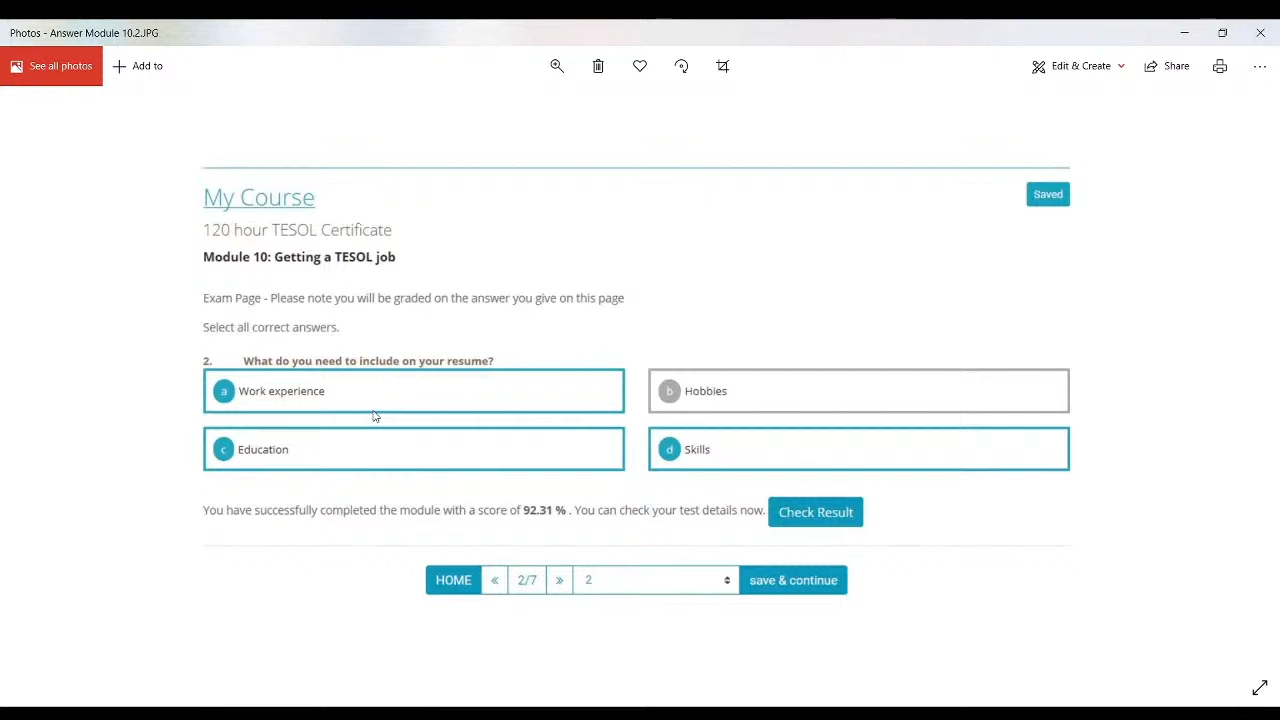 Photos - Answer Module 10.2.JPG
See all photos
Add to
Edit & Create
Share
My Course
Saved
120 hour TESOL Certificate
Module 10: Getting a TESOL job
Exam Page - Please note you will be graded on the answer you give on this page
Select all correct answers.
2. What do you need to include on your resume?
a Work experience
b Hobbies
c Education
d Skills
You have successfully completed the module with a score of 92.31 % . You can check your test details now. Check Result
HOME « 2/7 » 2 save & continue